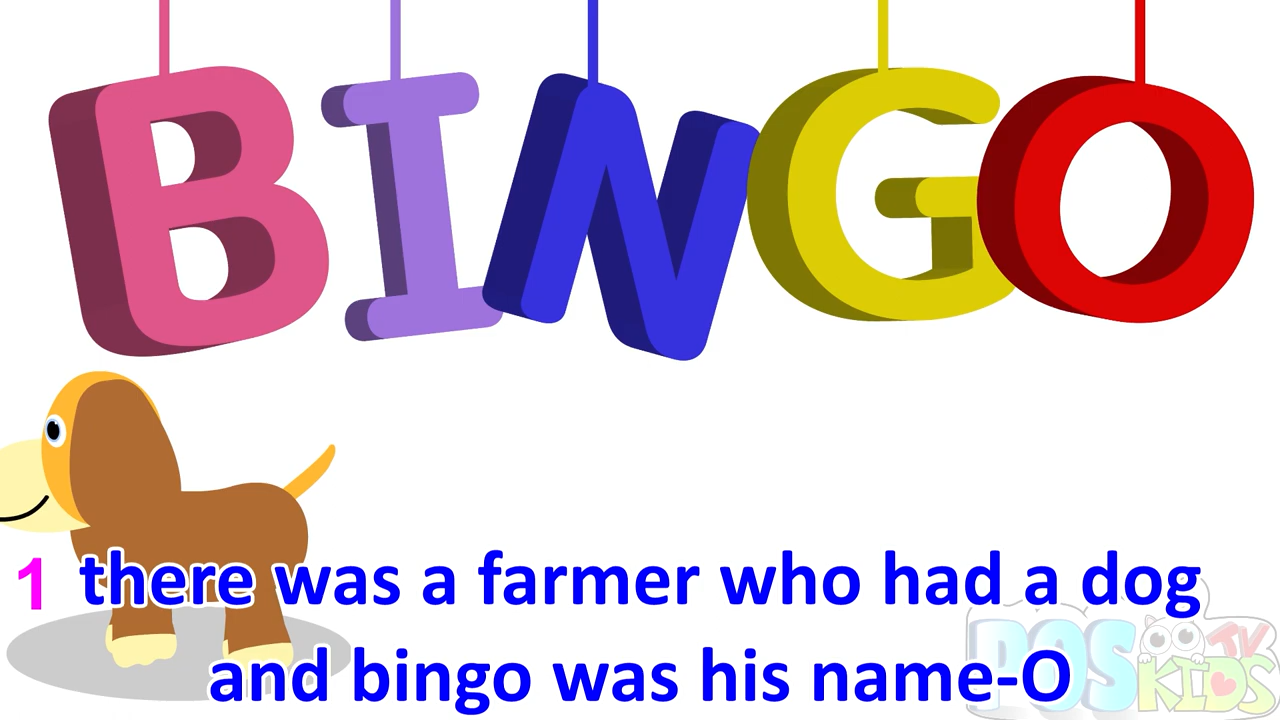 BINGO
1 there was a farmer who had a dog
and bingo was his name-O
POS KIDS TV